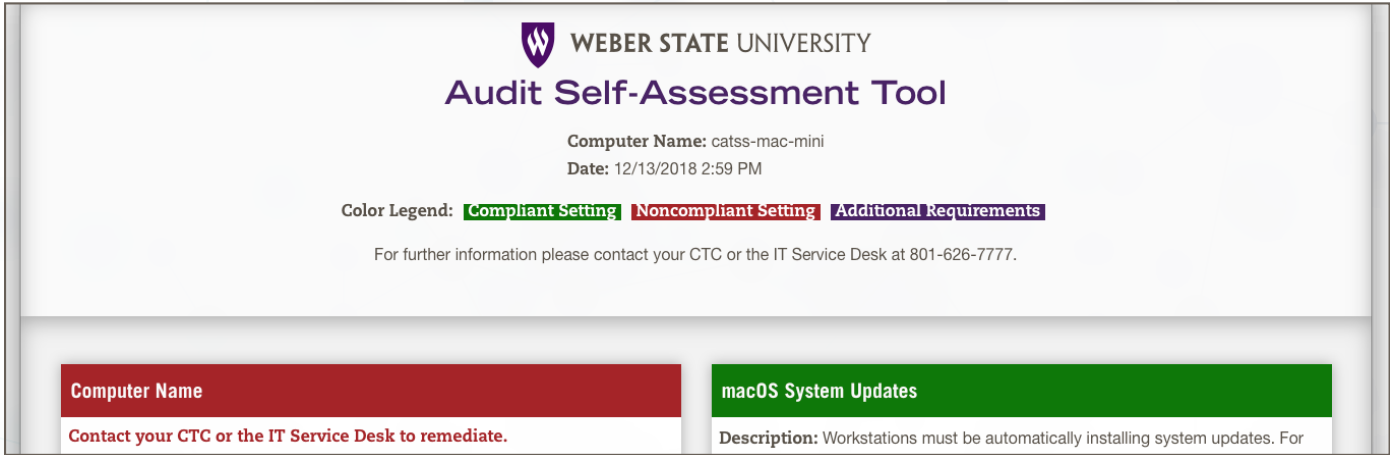 WEBER STATE UNIVERSITY
Audit Self-Assessment Tool
Computer Name: catss-mac-mini
Date: 12/13/2018 2:59 PM
Color Legend: Compliant Setting Noncompliant Setting Additional Requirements
For further information please contact your CTC or the IT Service Desk at 801-626-7777.
Computer Name
Contact your CTC or the IT Service Desk to remediate.
macOS System Updates
Description: Workstations must be automatically installing system updates. For